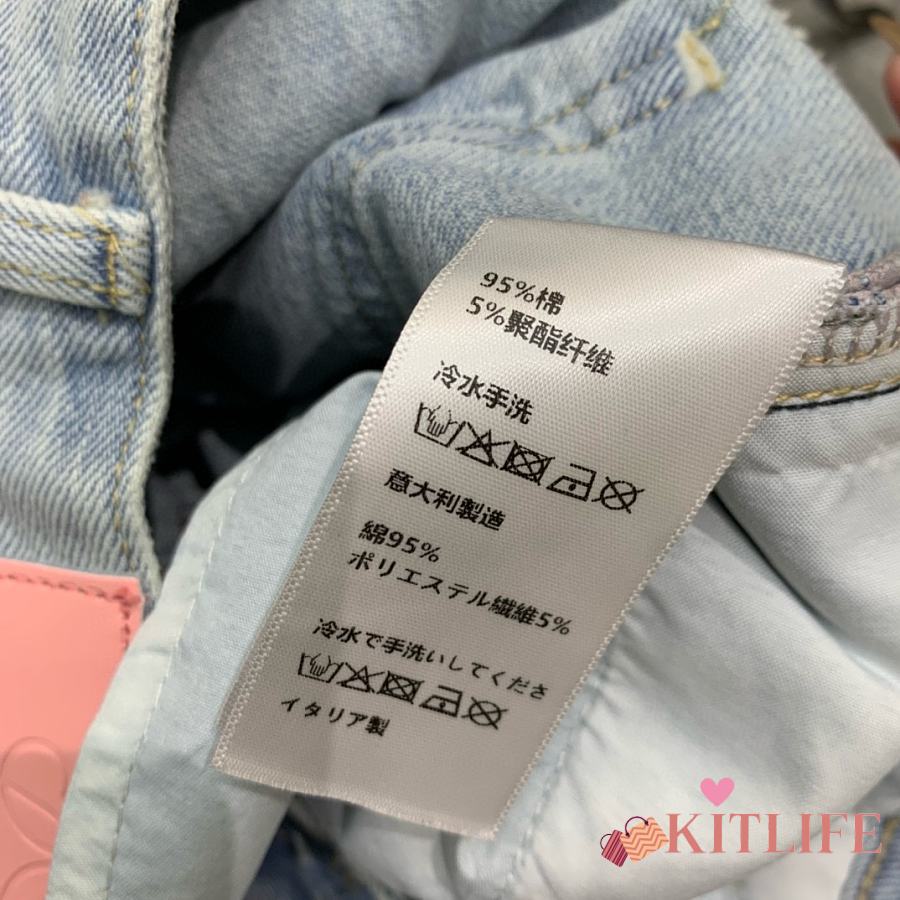 95%棉
5%聚酯纤维
冷水手洗
意大利製造
綿95%
ポリエステル繊維5%
冷水で手洗いしてくださ
イタリア製
KITLIFE